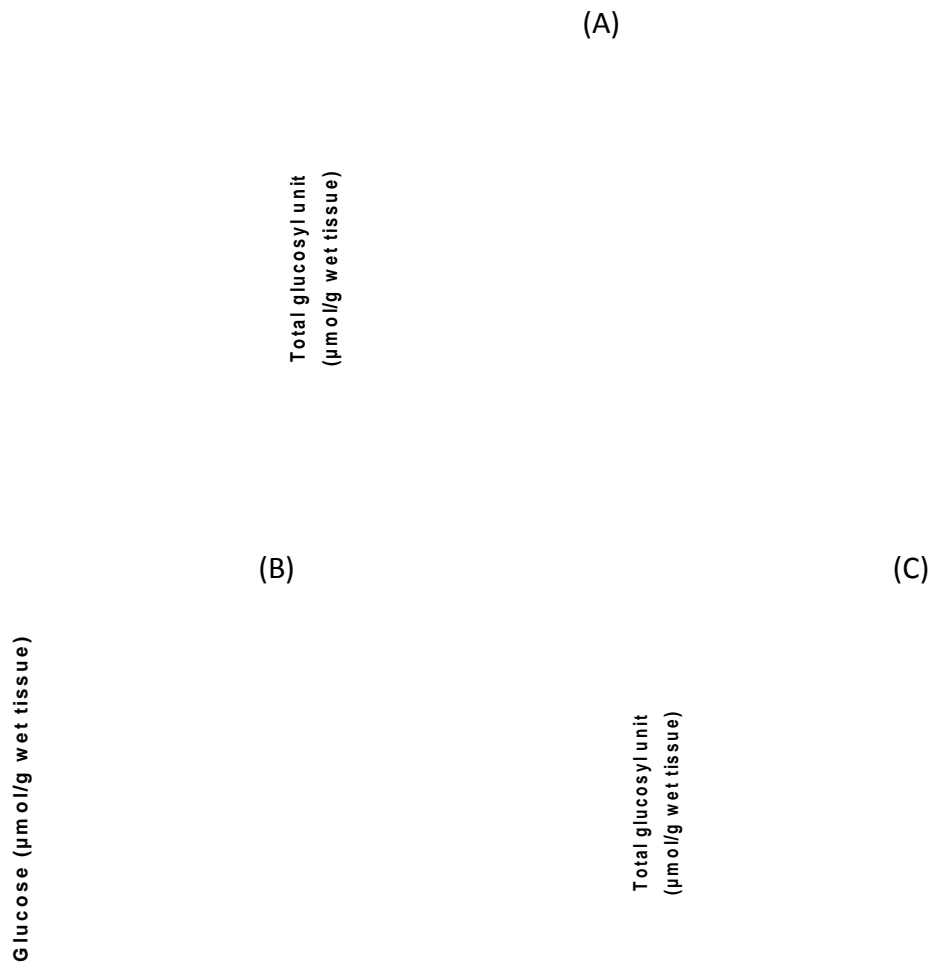 (A)
Total glucosyl unit
(µmol/g wet tissue)
(B)
(C)
Glucose (µmol/g wet tissue)
Total glucosyl unit
(µmol/g wet tissue)